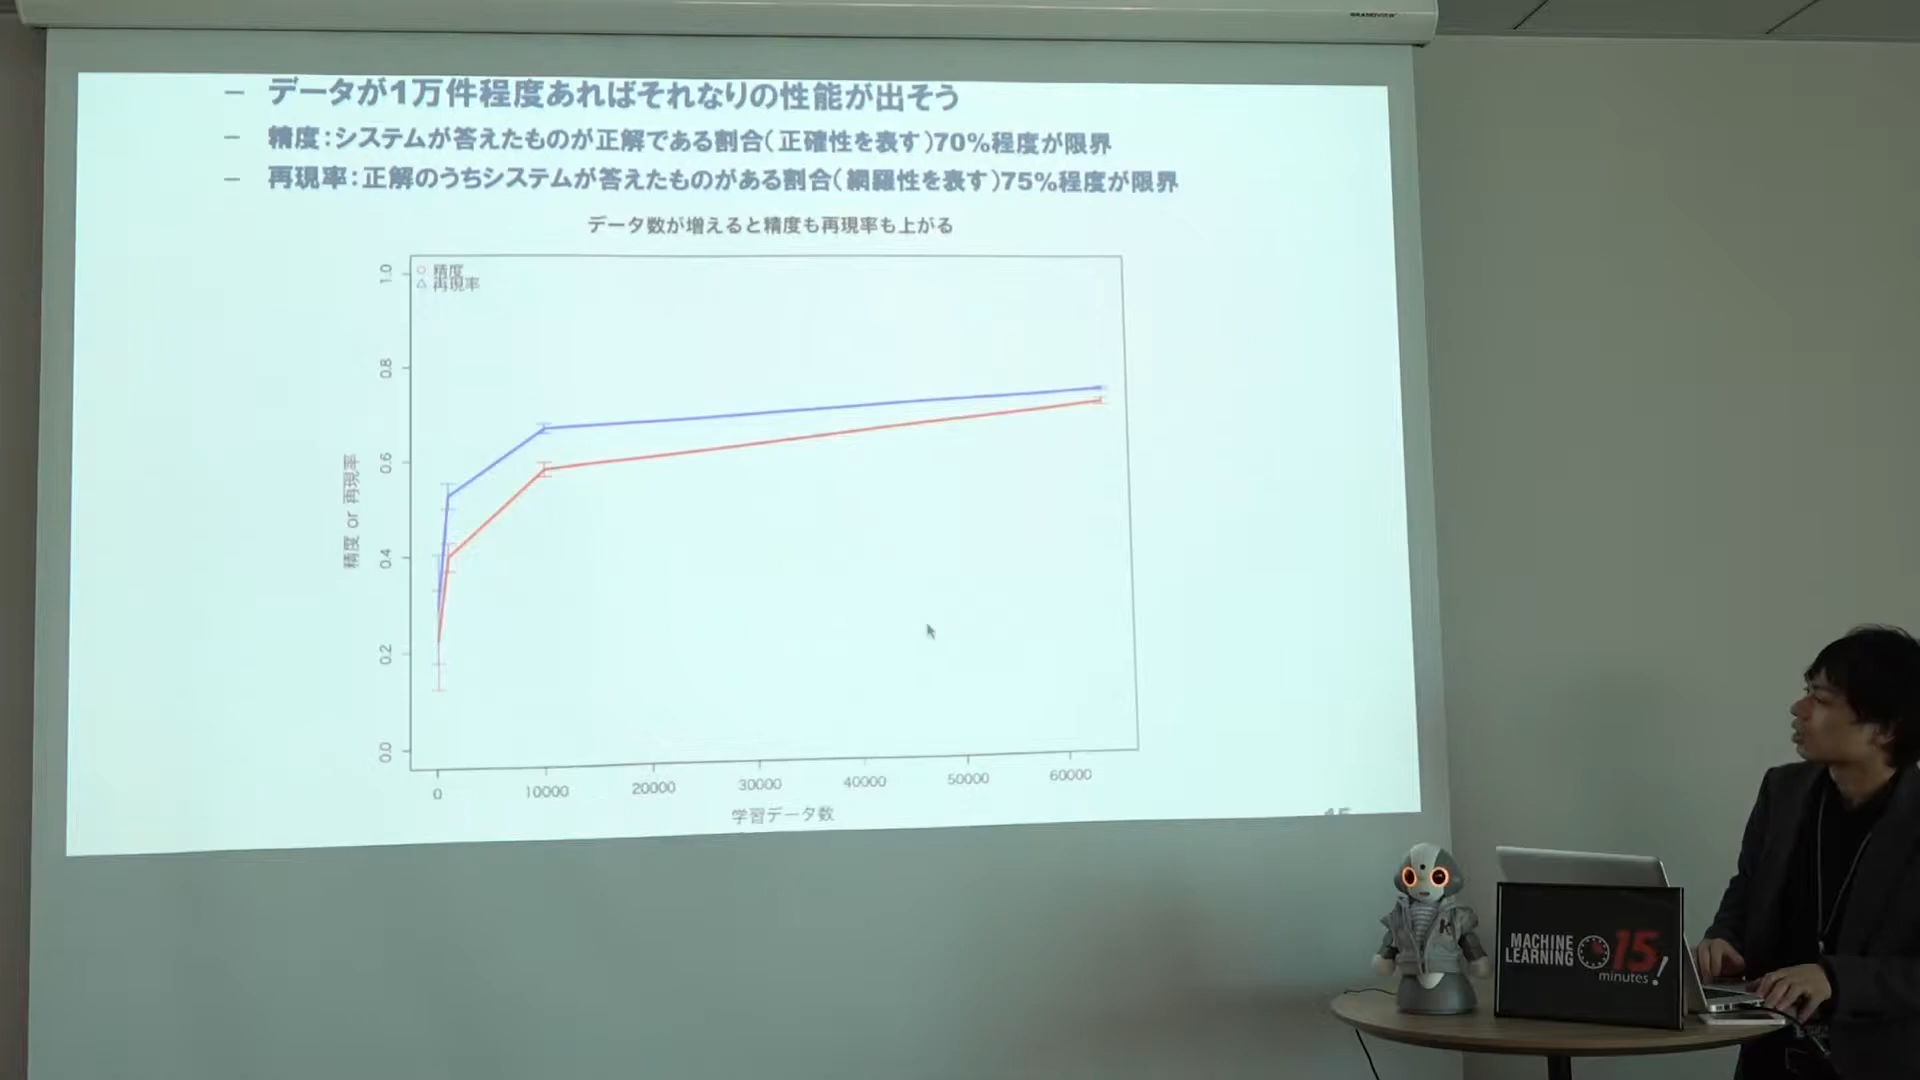 – データが1万件程度あればそれなりの性能が出そう
– 精度：システムが答えたものが正解である割合（正確性を表す）70%程度が限界
– 再現率：正解のうちシステムが答えたものがある割合（網羅性を表す）75%程度が限界
データ数が増えると精度も再現率も上がる
精度
再現率
1.0
0.8
0.6
0.4
0.2
0.0
精度 or 再現率
0 10000 20000 30000 40000 50000 60000
学習データ数
15
MACHINE
LEARNING 15
minutes!